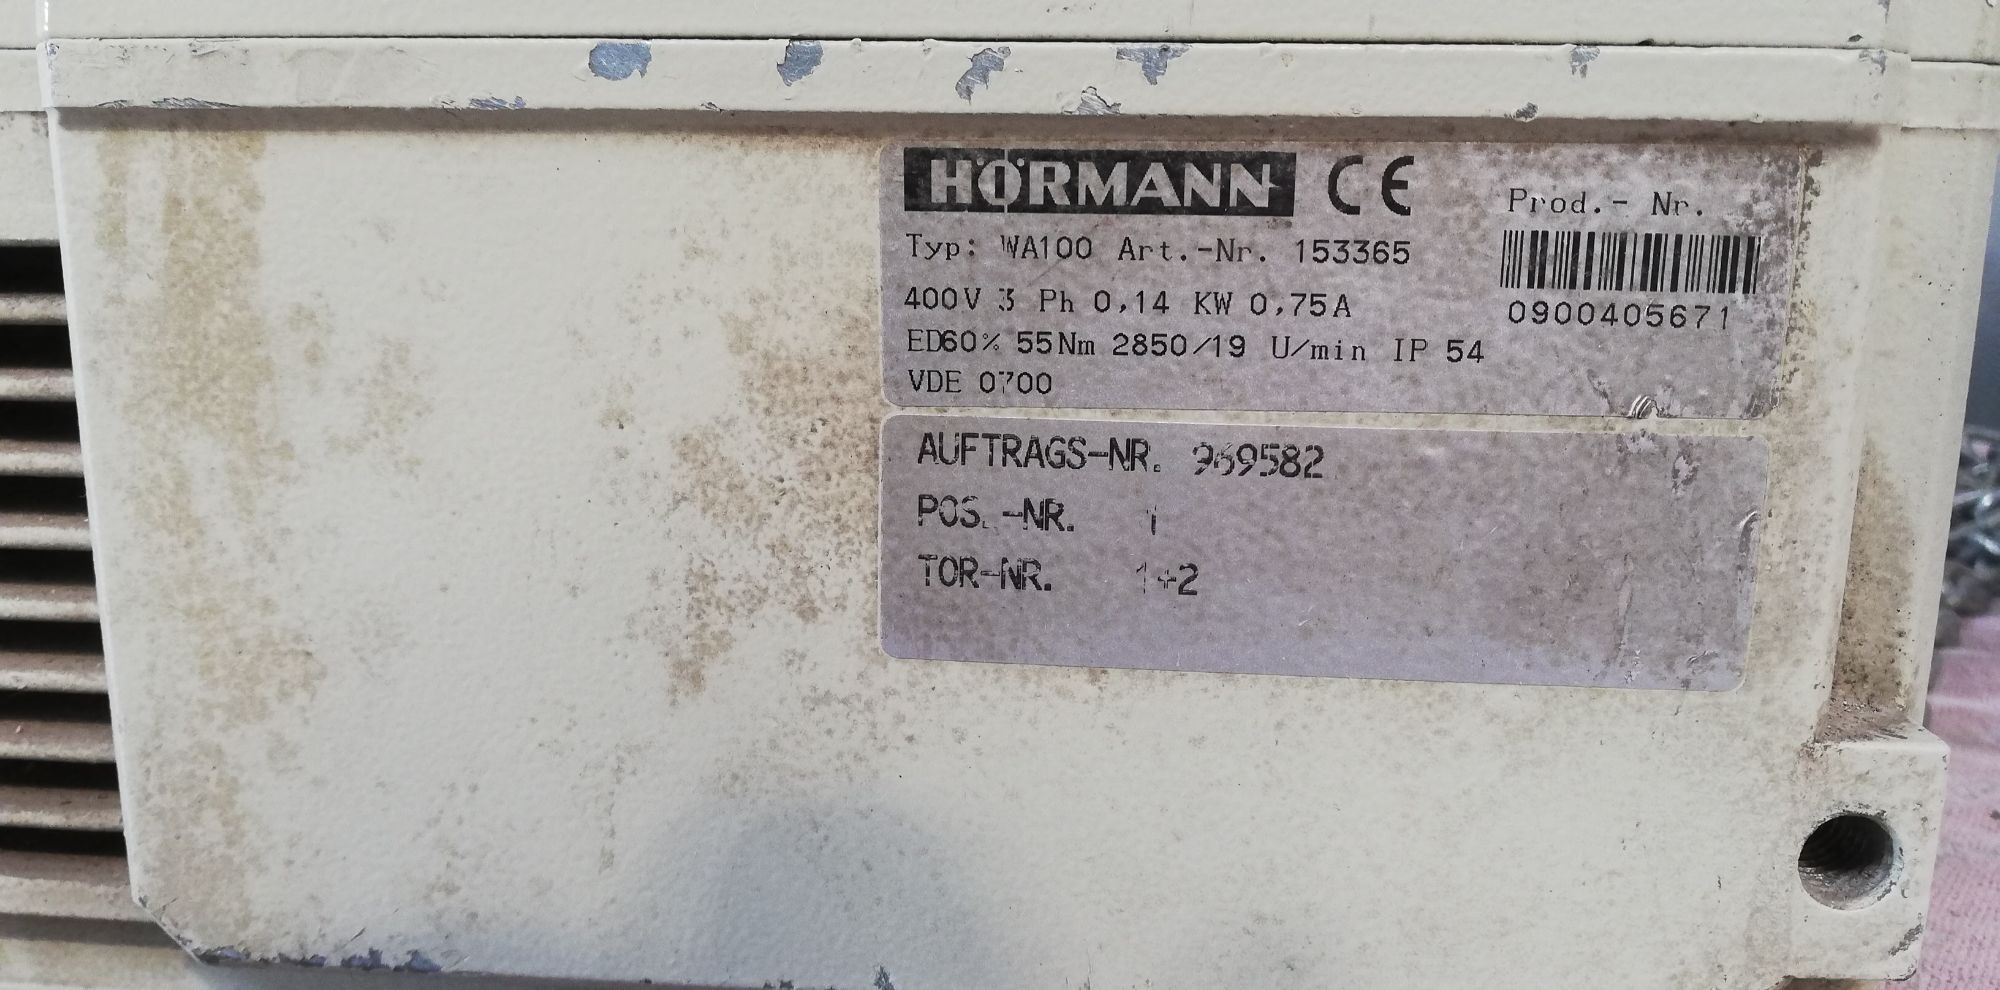 HÖRMANN CE
Prod.- Nr.
Typ: WA100 Art.-Nr. 153365
400V 3 Ph 0,14 KW 0,75A
0900405671
ED60% 55Nm 2850/19 U/min IP 54
VDE 0700
AUFTRAGS-NR. 969582
POS.-NR. 1
TOR-NR. 1+2